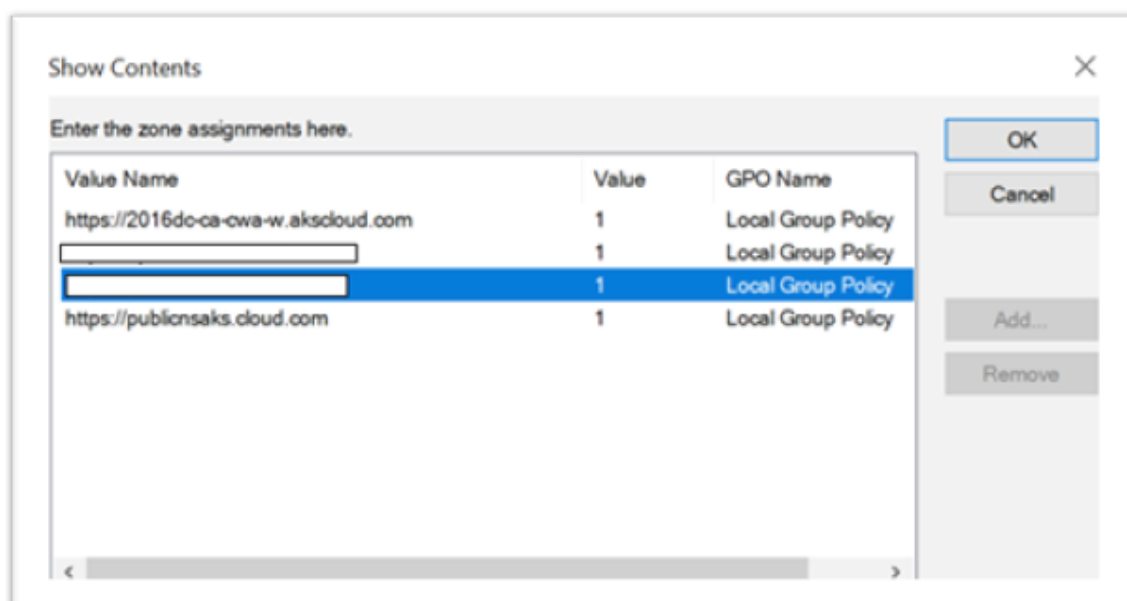 Show Contents
Enter the zone assignments here.
OK
Cancel
Value Name Value GPO Name
https://2016dc-ca-cwa-w.akscloud.com 1 Local Group Policy
1 Local Group Policy
1 Local Group Policy
https://publicnsaks.cloud.com 1 Local Group Policy
Add...
Remove